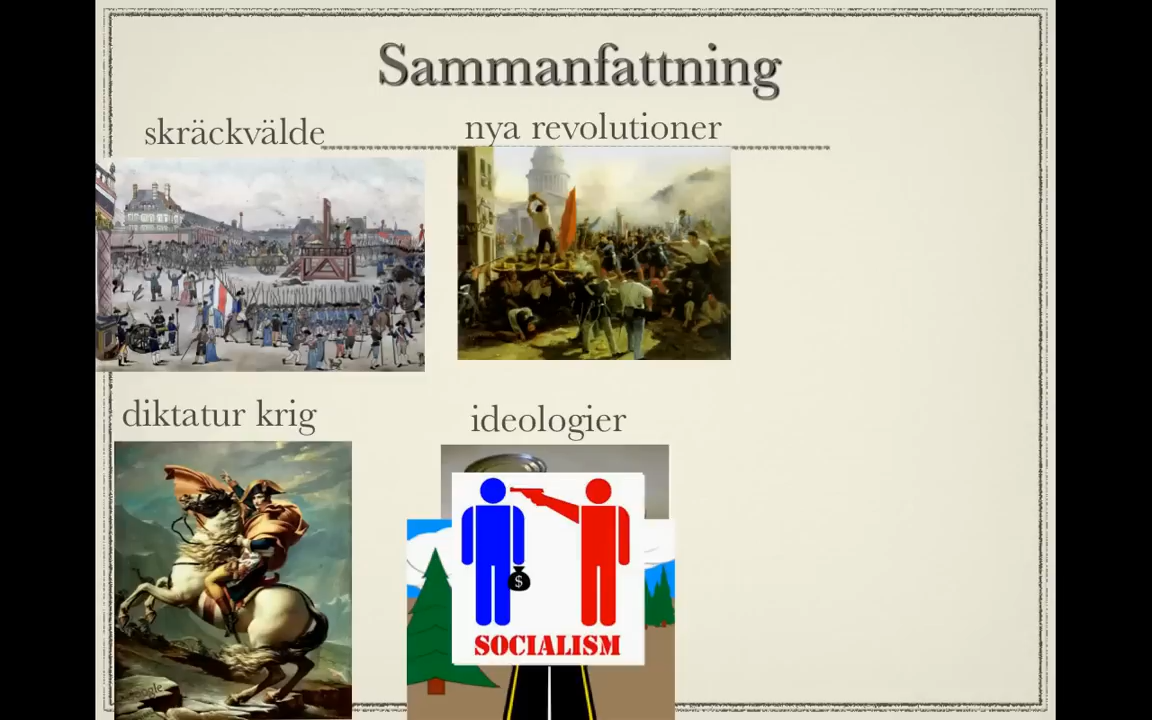 Sammanfattning
skräckvälde
nya revolutioner
diktatur krig
ideologier
$
SOCIALISM